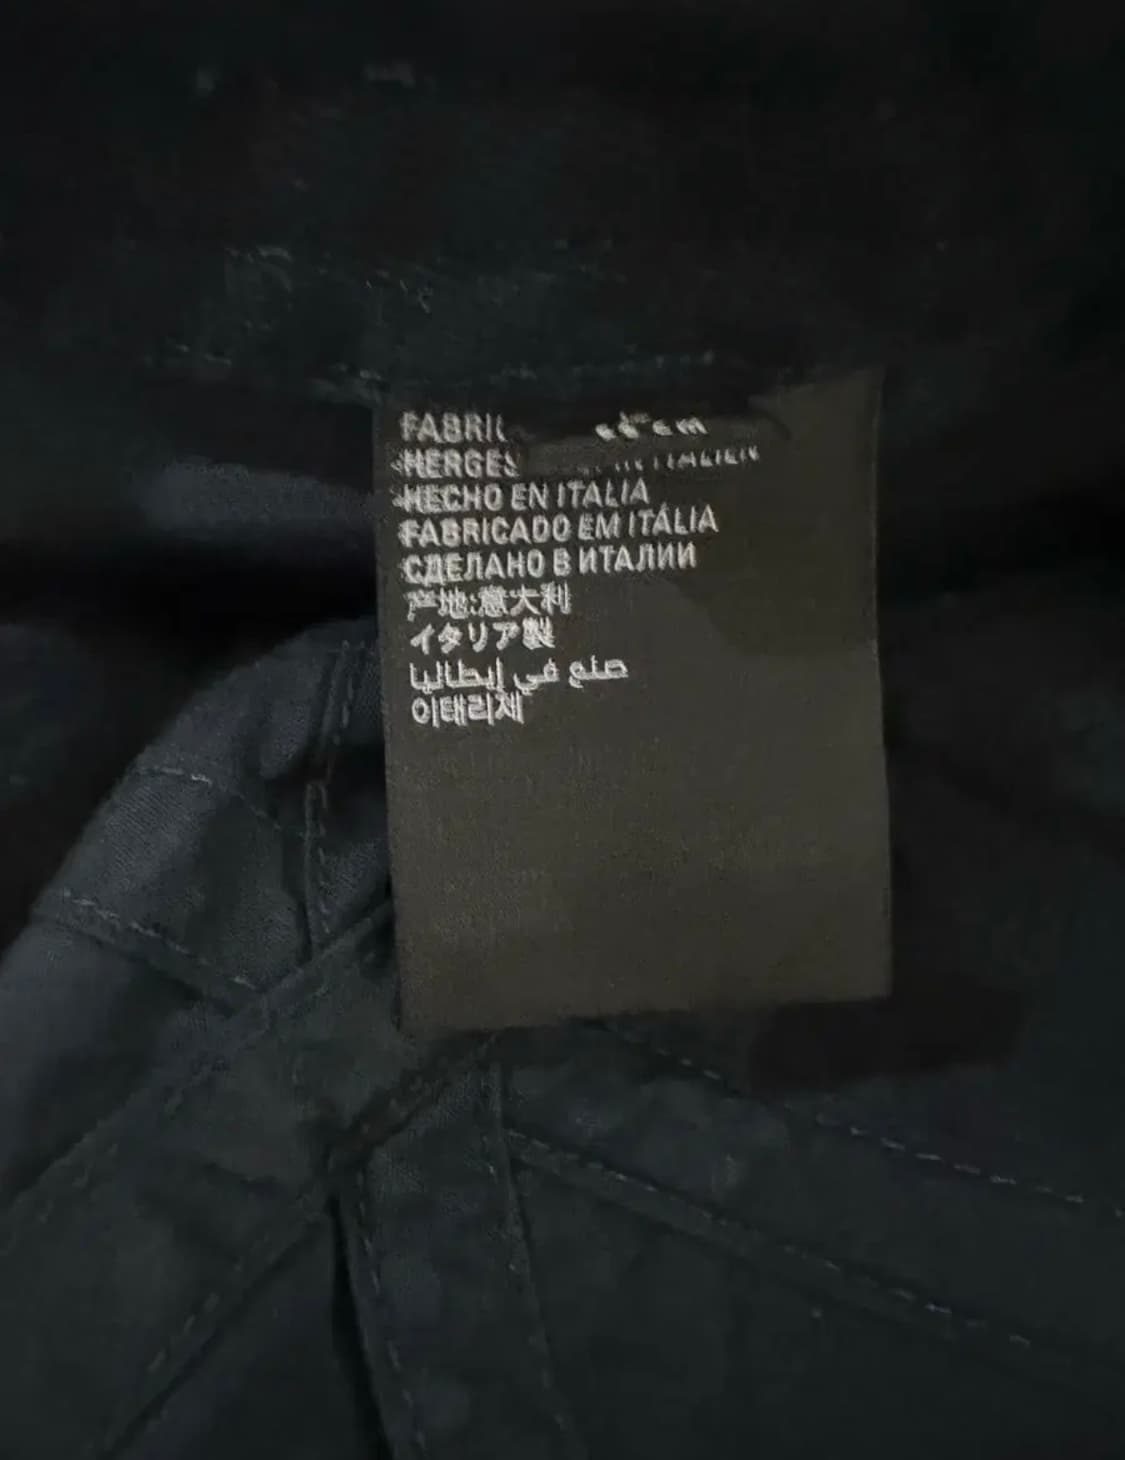 HECHO EN ITALIA
FABRICADO EM ITÁLIA
СДЕЛАНО В ИТАЛИИ
产地:意大利
イタリア製
صنع في إيطاليا
이태리제